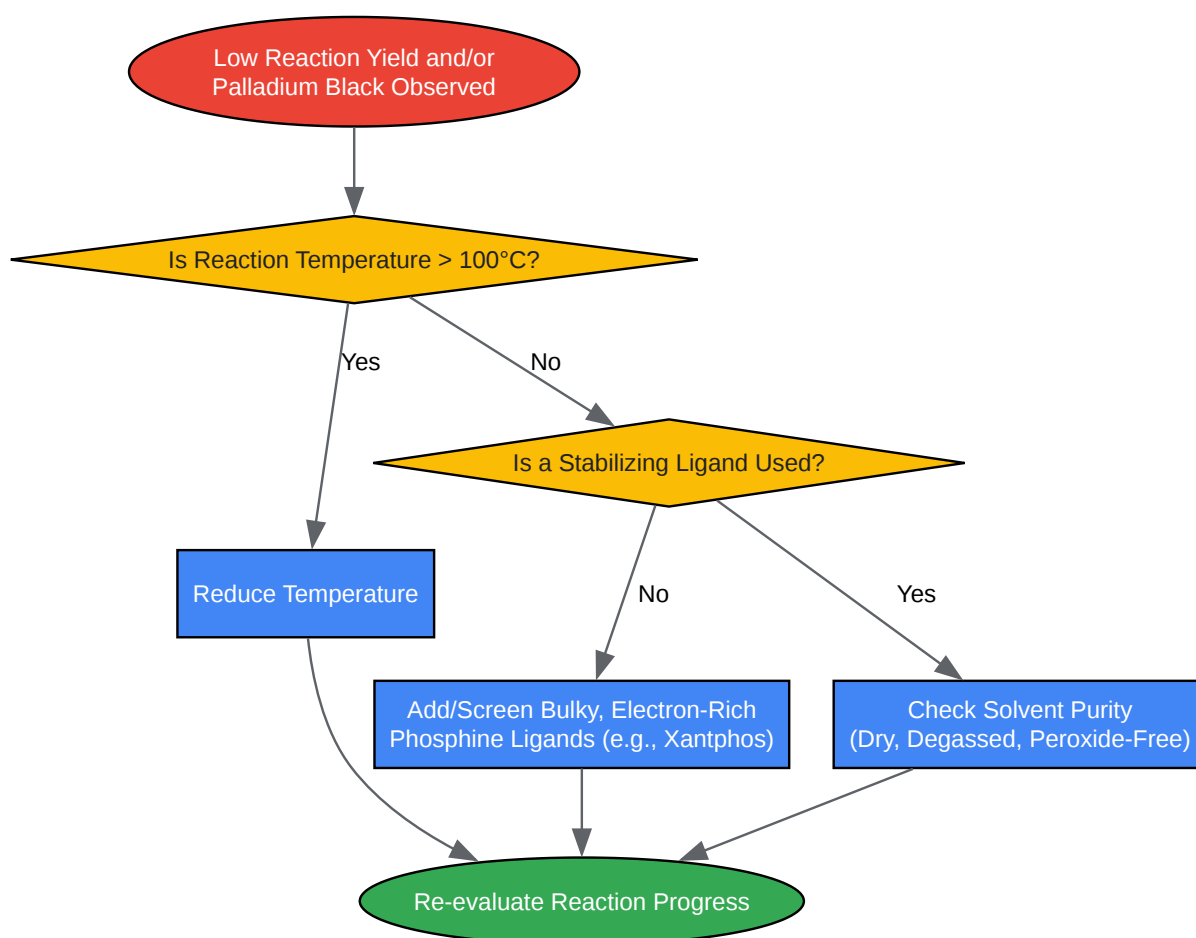 Low Reaction Yield and/or
Palladium Black Observed
Is Reaction Temperature > 100°C?
Yes
No
Is a Stabilizing Ligand Used?
Reduce Temperature
No
Yes
Add/Screen Bulky, Electron-Rich
Phosphine Ligands (e.g., Xantphos)
Check Solvent Purity
(Dry, Degassed, Peroxide-Free)
Re-evaluate Reaction Progress